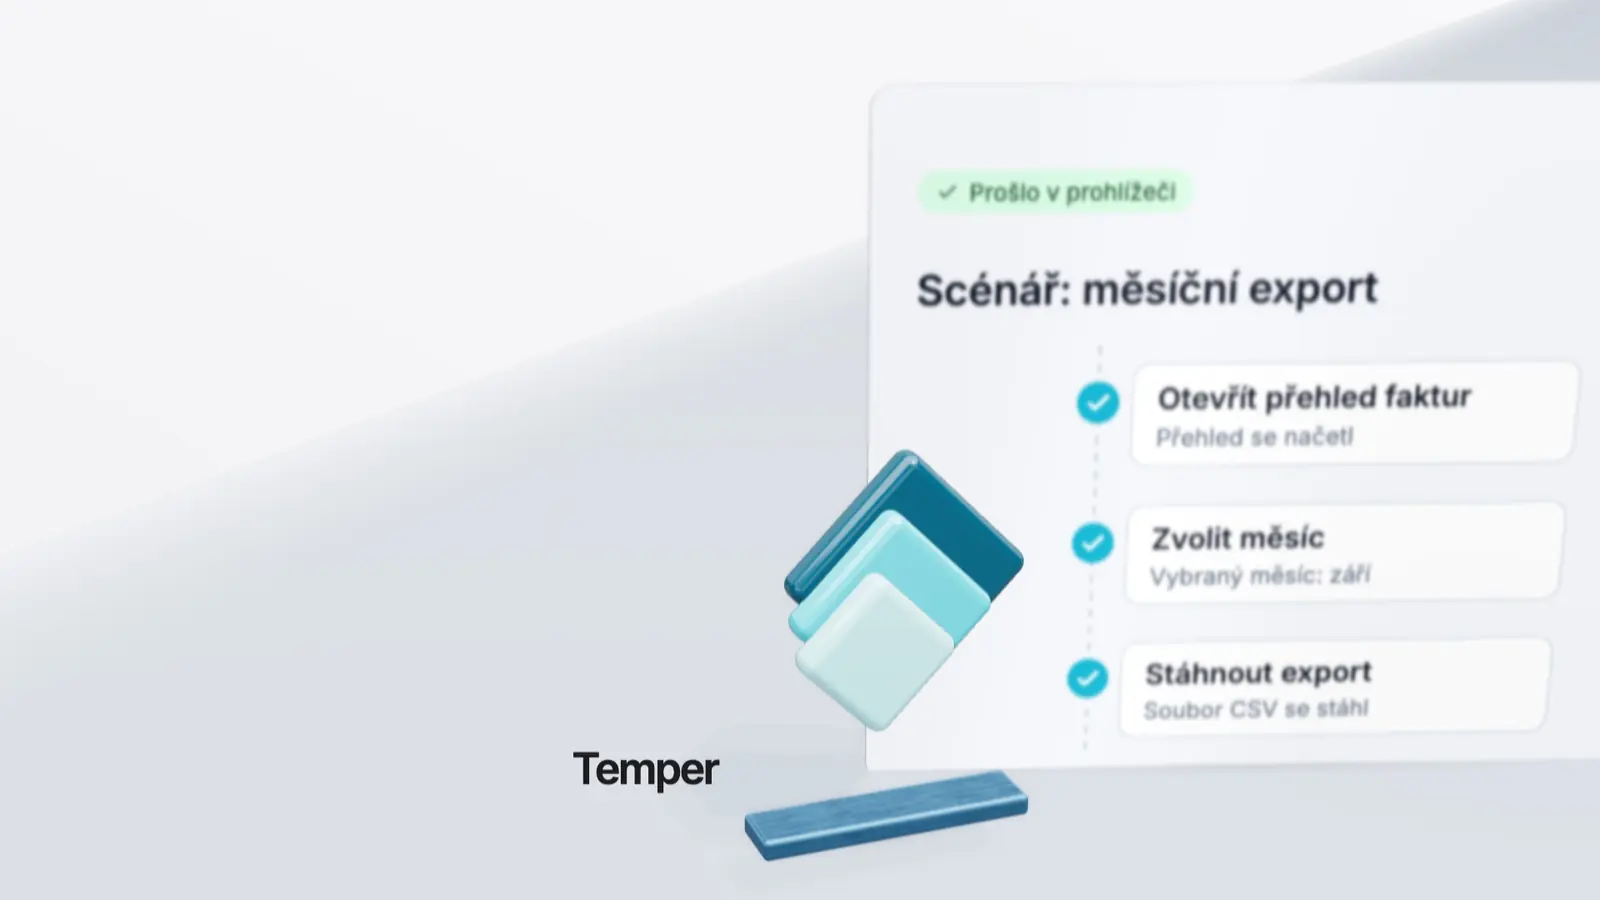 Prošlo v prohlížeči
Scénář: měsíční export
Otevřít přehled faktur
Přehled se načetl
Zvolit měsíc
Vybraný měsíc: září
Stáhnout export
Soubor CSV se stáhl
Temper